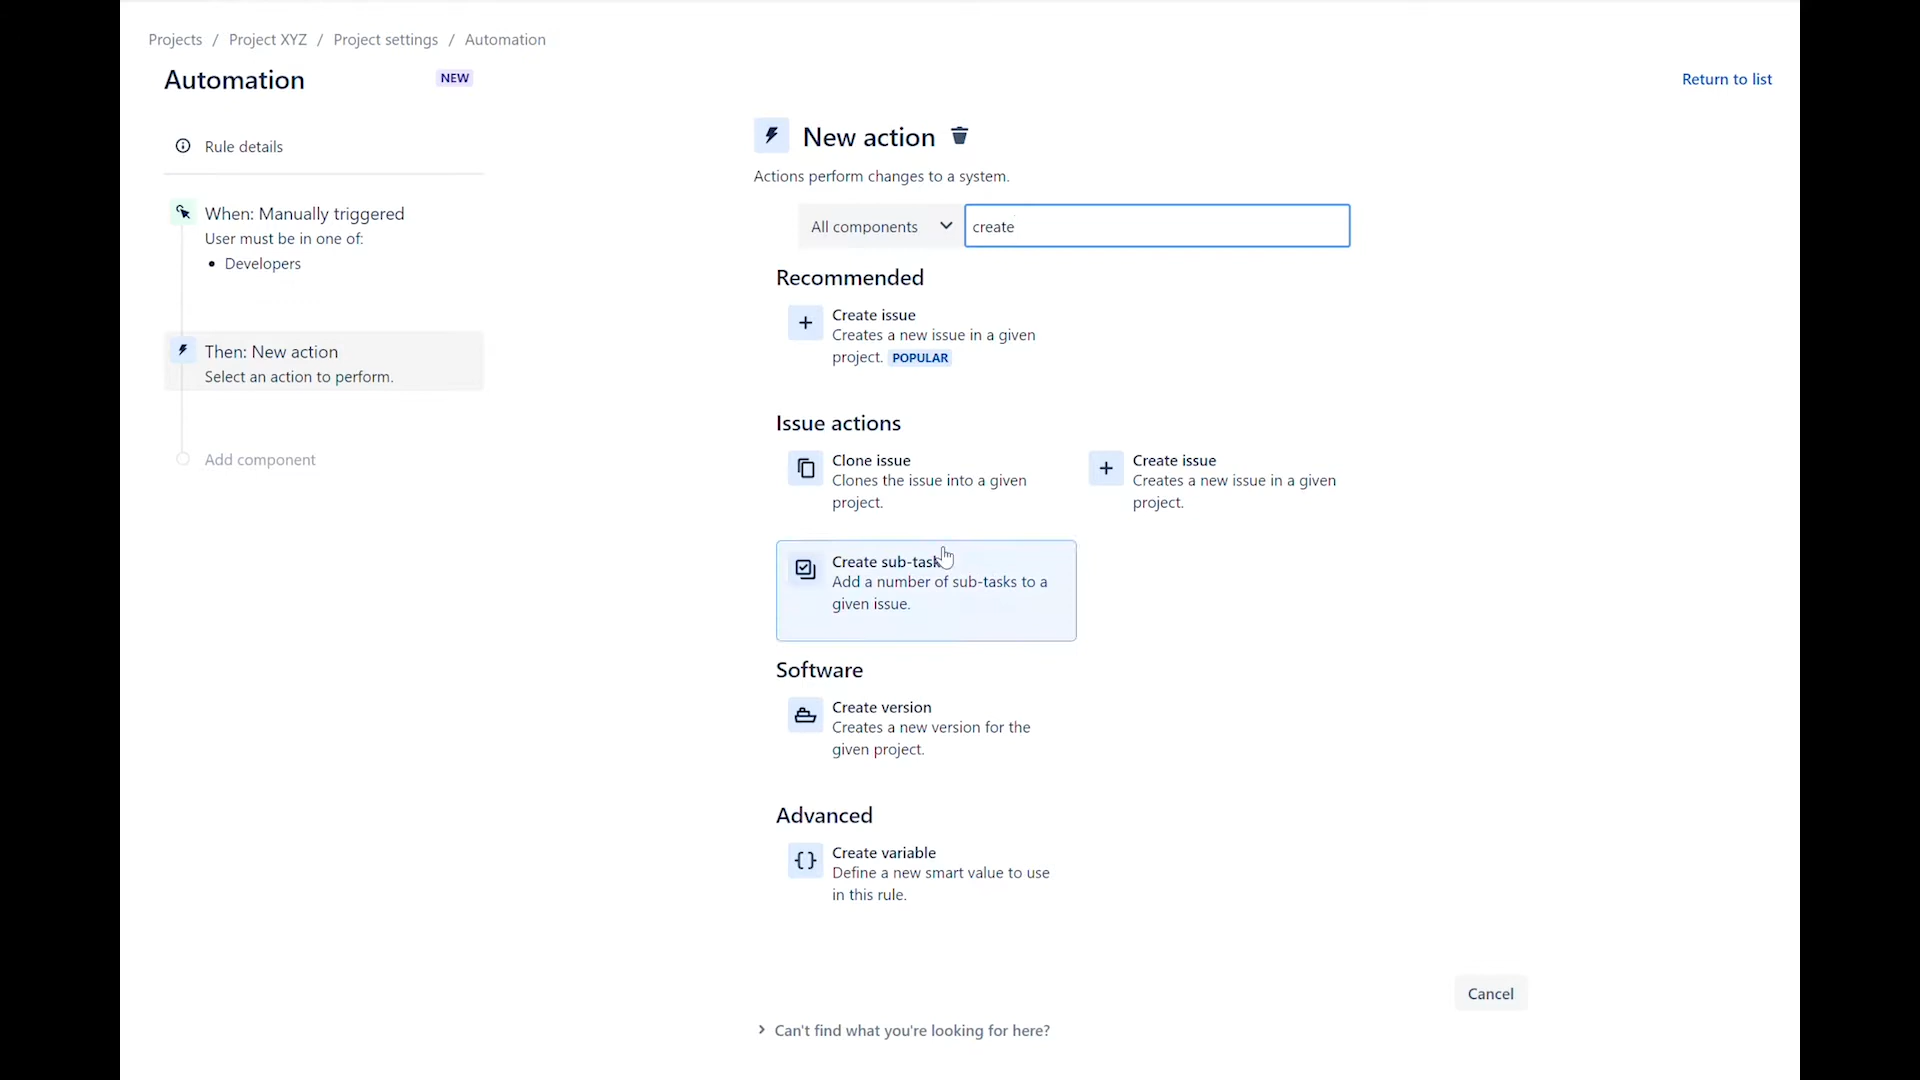 Projects / Project XYZ / Project settings / Automation
Automation NEW
Return to list
Rule details
When: Manually triggered
User must be in one of:
• Developers
Then: New action
Select an action to perform.
Add component
New action
Actions perform changes to a system.
All components
create
Recommended
Create issue
Creates a new issue in a given
project. POPULAR
Issue actions
Clone issue
Clones the issue into a given
project.
Create issue
Creates a new issue in a given
project.
Create sub-task
Add a number of sub-tasks to a
given issue.
Software
Create version
Creates a new version for the
given project.
Advanced
{} Create variable
Define a new smart value to use
in this rule.
Cancel
Can't find what you're looking for here?